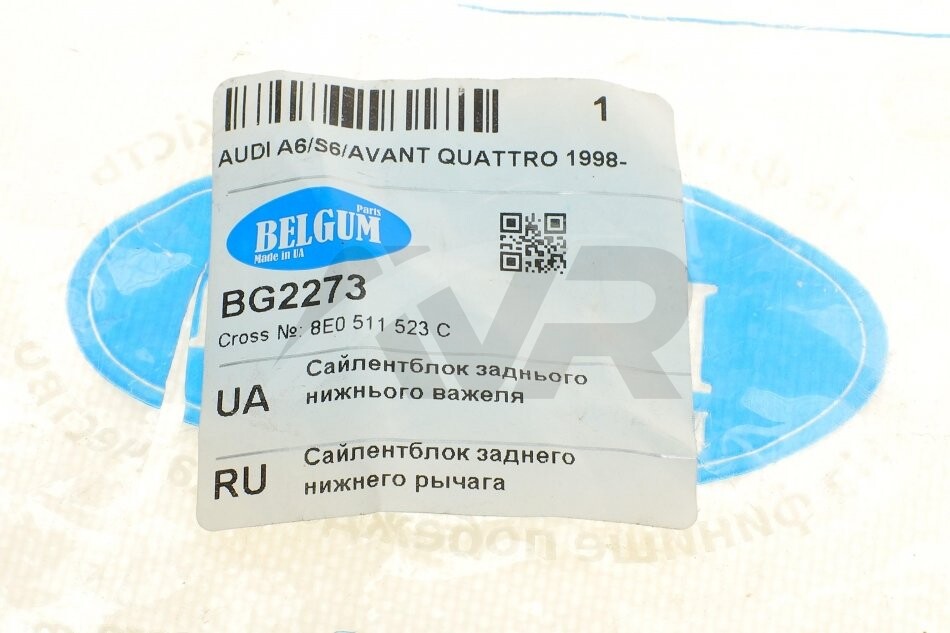 1
AUDI A6/S6/AVANT QUATTRO 1998-
Parts
BELGUM
Made in UA
BG2273
Cross №: 8E0 511 523 C
UA
Сайлентблок заднього
нижнього важеля
RU
Сайлентблок заднего
нижнего рычага
VR